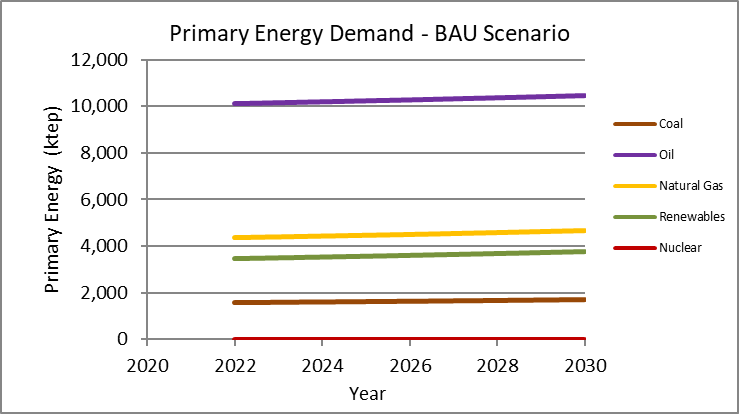 Primary Energy Demand - BAU Scenario
Primary Energy (ktep)
12,000
10,000
8,000
6,000
4,000
2,000
0
2020 2022 2024 2026 2028 2030
Year
Coal
Oil
Natural Gas
Renewables
Nuclear